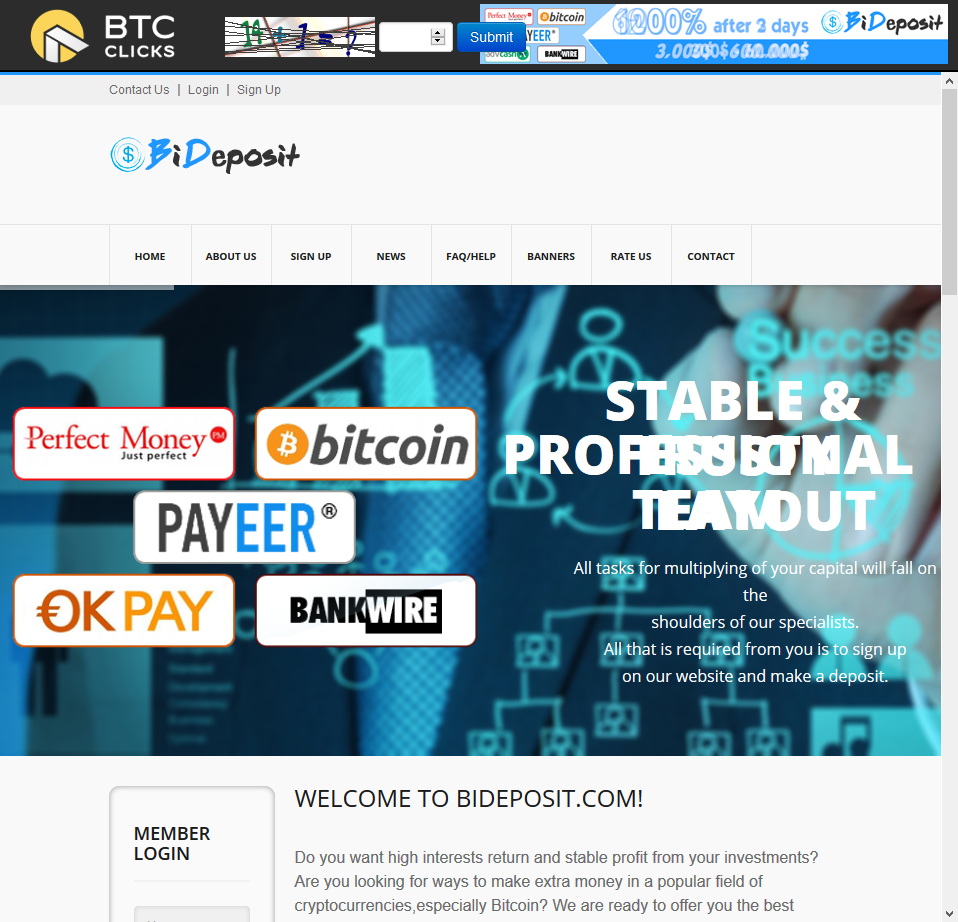 BTC
CLICKS
14 + 1 = ?
Submit
Perfect Money
bitcoin
BANKWIRE
1200% after 2 days
BiDeposit
Contact Us | Login | Sign Up
BiDeposit
HOME
ABOUT US
SIGN UP
NEWS
FAQ/HELP
BANNERS
RATE US
CONTACT
Success
Business
Perfect Money PM
Just perfect
bitcoin
PAYEER®
OKPAY
BANKWIRE
STABLE &
PROFESSIONAL
TEAM
All tasks for multiplying of your capital will fall on
the
shoulders of our specialists.
All that is required from you is to sign up
on our website and make a deposit.
MEMBER
LOGIN
WELCOME TO BIDEPOSIT.COM!
Do you want high interests return and stable profit from your investments?
Are you looking for ways to make extra money in a popular field of
cryptocurrencies,especially Bitcoin? We are ready to offer you the best